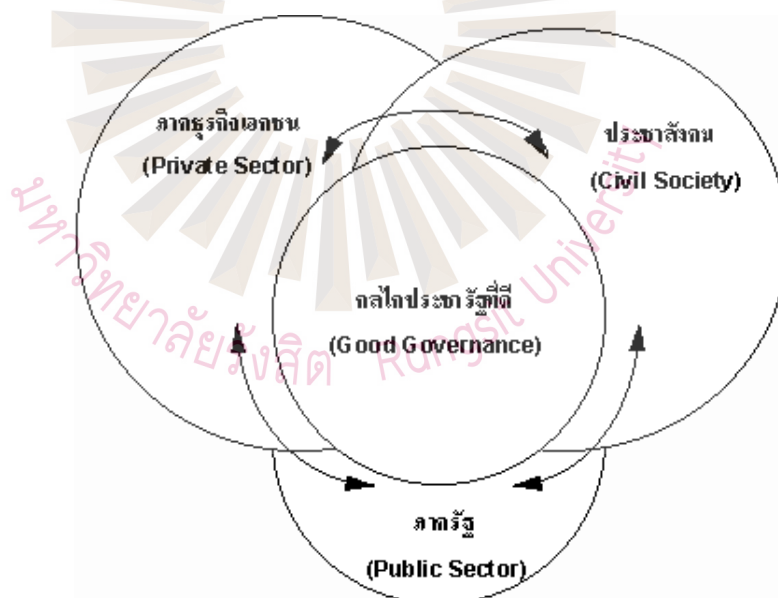 ภาคธุรกิจเอกชน
(Private Sector)
ประชาสังคม
(Civil Society)
กลไกประชารัฐที่ดี
(Good Governance)
ภาครัฐ
(Public Sector)
มหาวิทยาลัยรังสิต Rangsit University